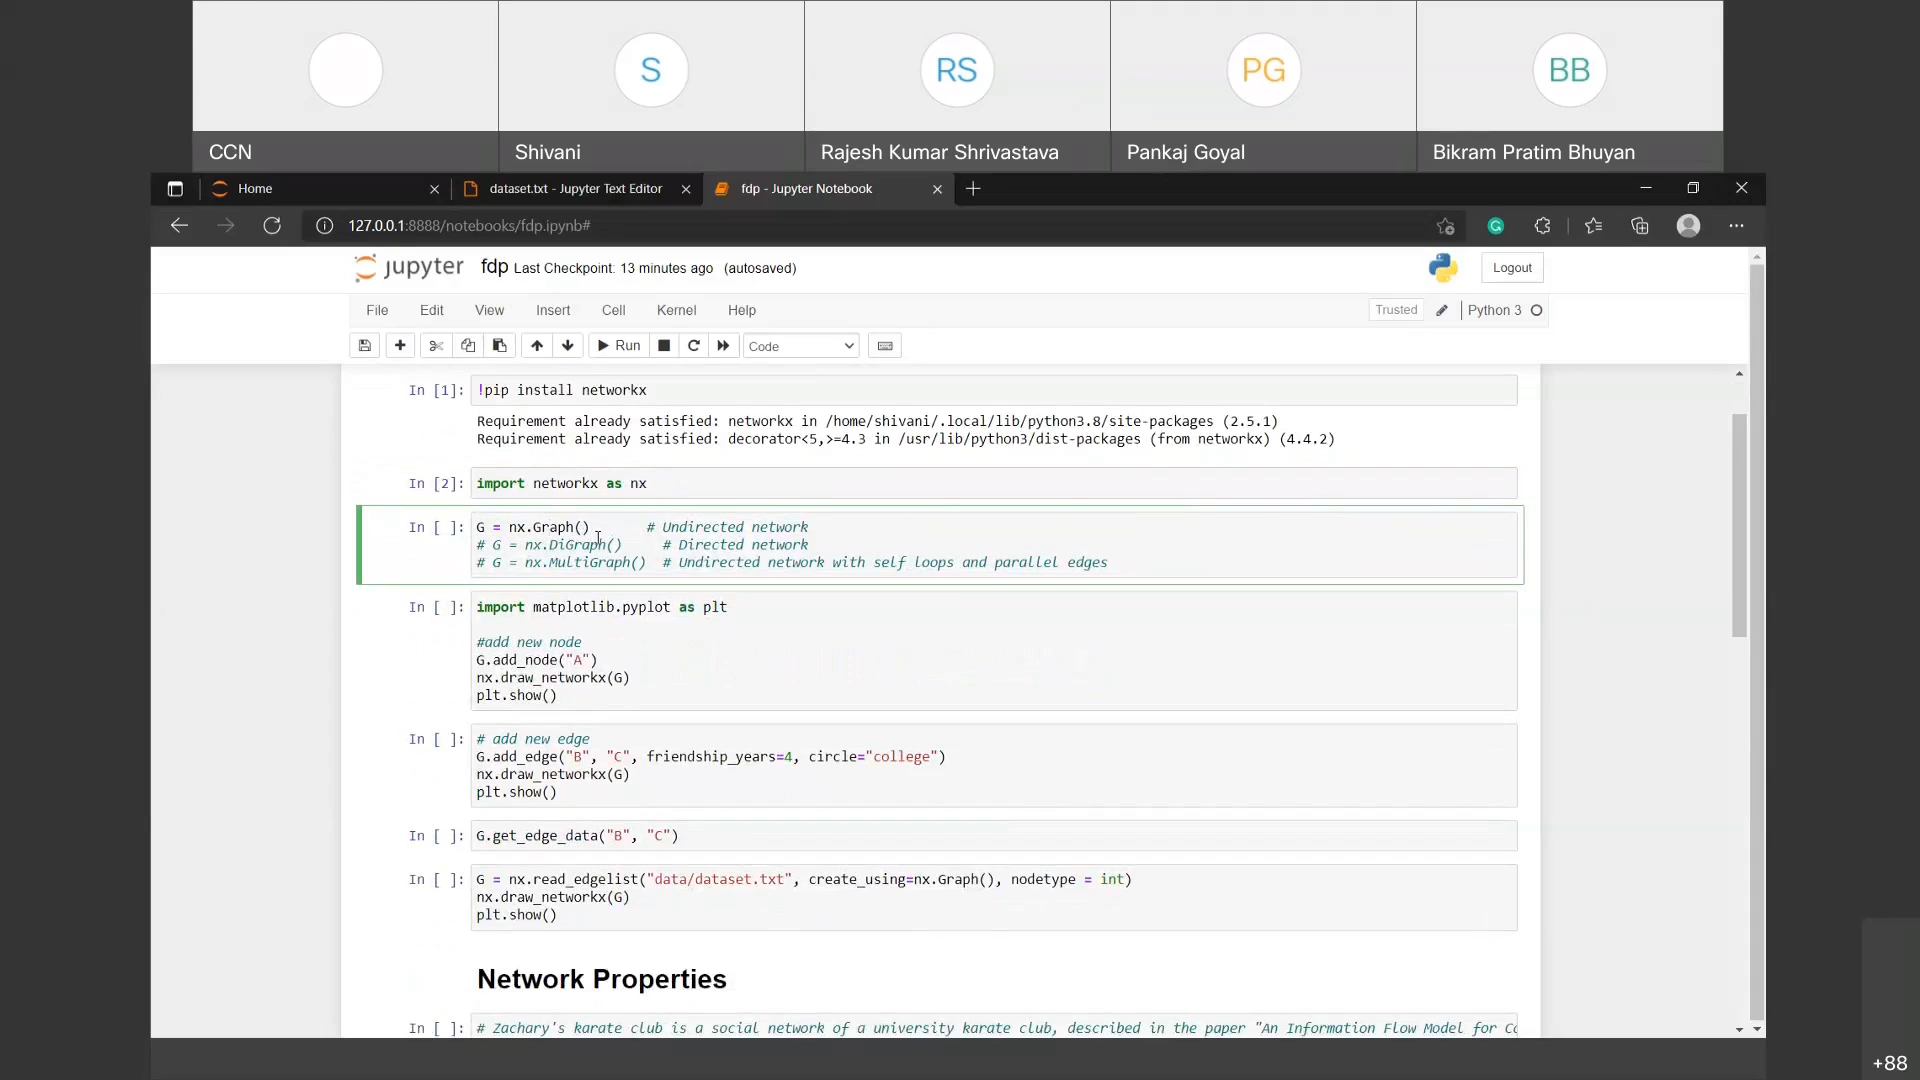 S
RS
PG
BB
CCN
Shivani
Rajesh Kumar Shrivastava
Pankaj Goyal
Bikram Pratim Bhuyan
Home
dataset.txt - Jupyter Text Editor
fdp - Jupyter Notebook
127.0.0.1:8888/notebooks/fdp.ipynb#
jupyter fdp Last Checkpoint: 13 minutes ago (autosaved)
Logout
File Edit View Insert Cell Kernel Help
Trusted Python 3
Run Code
In [1]: !pip install networkx
Requirement already satisfied: networkx in /home/shivani/.local/lib/python3.8/site-packages (2.5.1)
Requirement already satisfied: decorator<5,>=4.3 in /usr/lib/python3/dist-packages (from networkx) (4.4.2)
In [2]: import networkx as nx
In [ ]: G = nx.Graph() # Undirected network
# G = nx.DiGraph() # Directed network
# G = nx.MultiGraph() # Undirected network with self loops and parallel edges
In [ ]: import matplotlib.pyplot as plt
#add new node
G.add_node("A")
nx.draw_networkx(G)
plt.show()
In [ ]: # add new edge
G.add_edge("B", "C", friendship_years=4, circle="college")
nx.draw_networkx(G)
plt.show()
In [ ]: G.get_edge_data("B", "C")
In [ ]: G = nx.read_edgelist("data/dataset.txt", create_using=nx.Graph(), nodetype = int)
nx.draw_networkx(G)
plt.show()
Network Properties
In [ ]: # Zachary's karate club is a social network of a university karate club, described in the paper "An Information Flow Model for
+88